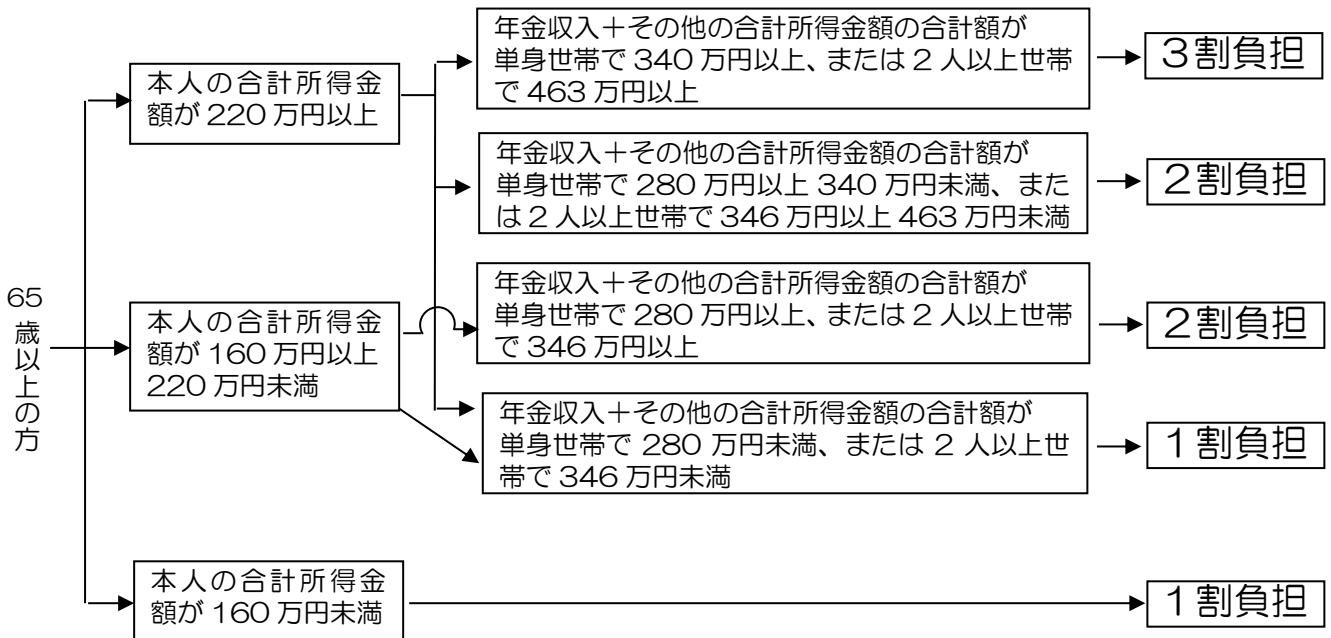 65
歳以上の方
本人の合計所得金
額が 220 万円以上
年金収入＋その他の合計所得金額の合計額が
単身世帯で 340 万円以上、または 2 人以上世帯
で 463 万円以上
３割負担
年金収入＋その他の合計所得金額の合計額が
単身世帯で 280 万円以上 340 万円未満、また
は 2 人以上世帯で 346 万円以上 463 万円未満
２割負担
本人の合計所得金
額が 160 万円以上
220 万円未満
年金収入＋その他の合計所得金額の合計額が
単身世帯で 280 万円以上、または 2 人以上世帯
で 346 万円以上
２割負担
年金収入＋その他の合計所得金額の合計額が
単身世帯で 280 万円未満、または 2 人以上世
帯で 346 万円未満
１割負担
本人の合計所得金
額が 160 万円未満
１割負担